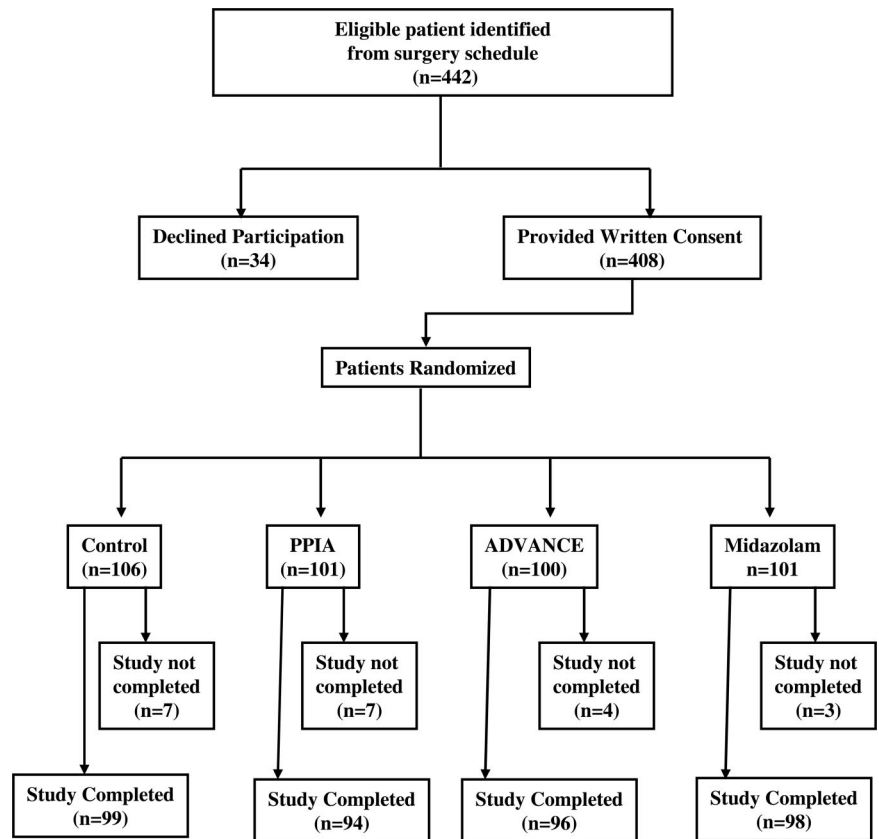 Eligible patient identified
from surgery schedule
(n=442)
Declined Participation
(n=34)
Provided Written Consent
(n=408)
Patients Randomized
Control
(n=106)
PPIA
(n=101)
ADVANCE
(n=100)
Midazolam
n=101
Study not
completed
(n=7)
Study not
completed
(n=7)
Study not
completed
(n=4)
Study not
completed
(n=3)
Study Completed
(n=99)
Study Completed
(n=94)
Study Completed
(n=96)
Study Completed
(n=98)